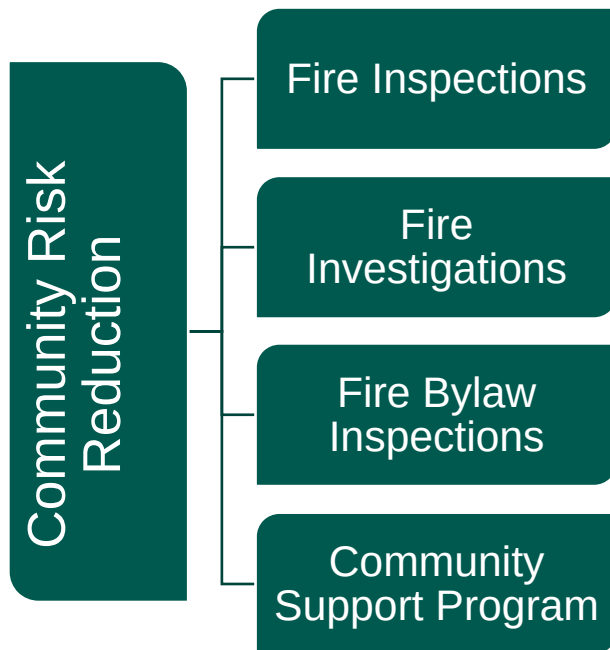 Community Risk
Reduction
Fire Inspections
Fire
Investigations
Fire Bylaw
Inspections
Community
Support Program